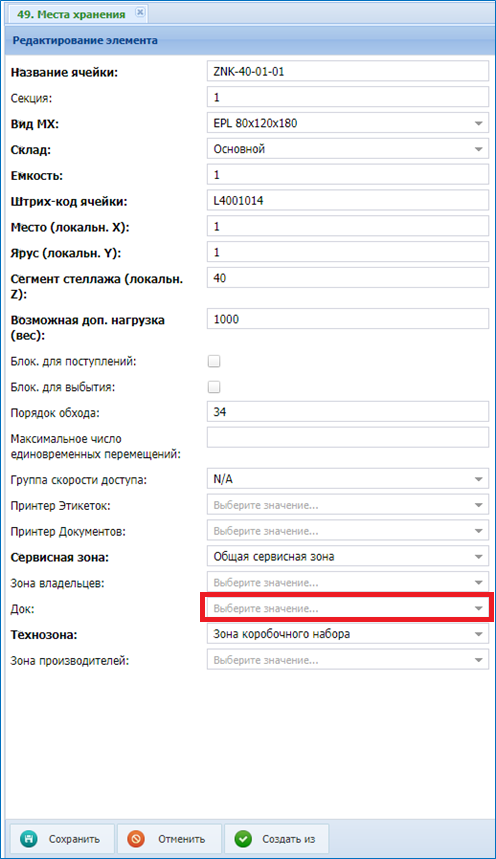 49. Места хранения
Редактирование элемента
Название ячейки: ZNK-40-01-01
Секция: 1
Вид МХ: EPL 80x120x180
Склад: Основной
Емкость: 1
Штрих-код ячейки: L4001014
Место (локальн. X): 1
Ярус (локальн. Y): 1
Сегмент стеллажа (локальн. 40
Z):
Возможная доп. нагрузка 1000
(вес):
Блок. для поступлений:
Блок. для выбытия:
Порядок обхода: 34
Максимальное число
единовременных перемещений:
Группа скорости доступа: N/A
Принтер Этикеток: Выберите значение...
Принтер Документов: Выберите значение...
Сервисная зона: Общая сервисная зона
Зона владельцев: Выберите значение...
Док: Выберите значение...
Технозона: Зона коробочного набора
Зона производителей: Выберите значение...
Сохранить Отменить Создать из